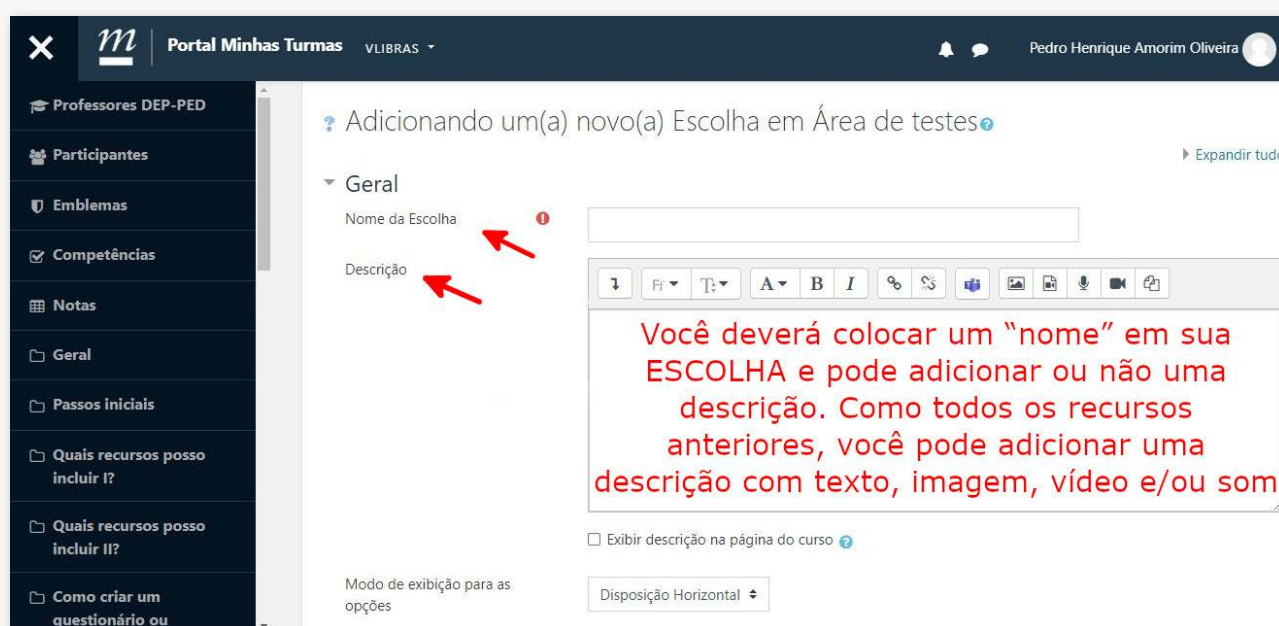 m Portal Minhas Turmas VLIBRAS
Pedro Henrique Amorim Oliveira
Professores DEP-PED
Participantes
Emblemas
Competências
Notas
Geral
Passos iniciais
Quais recursos posso
incluir I?
Quais recursos posso
incluir II?
Como criar um
questionário ou
Adicionando um(a) novo(a) Escolha em Área de testes
Expandir tudo
Geral
Nome da Escolha
Descrição
Ff T A B I
Você deverá colocar um “nome” em sua
ESCOLHA e pode adicionar ou não uma
descrição. Como todos os recursos
anteriores, você pode adicionar uma
descrição com texto, imagem, vídeo e/ou som
Exibir descrição na página do curso
Modo de exibição para as
opções
Disposição Horizontal